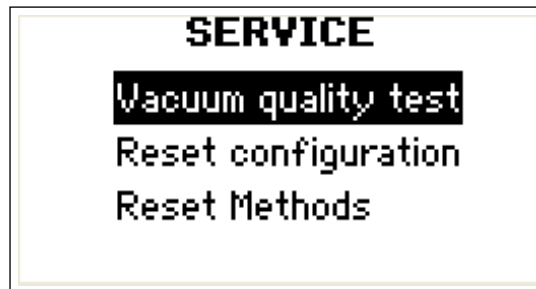 SERVICE
Vacuum quality test
Reset configuration
Reset Methods